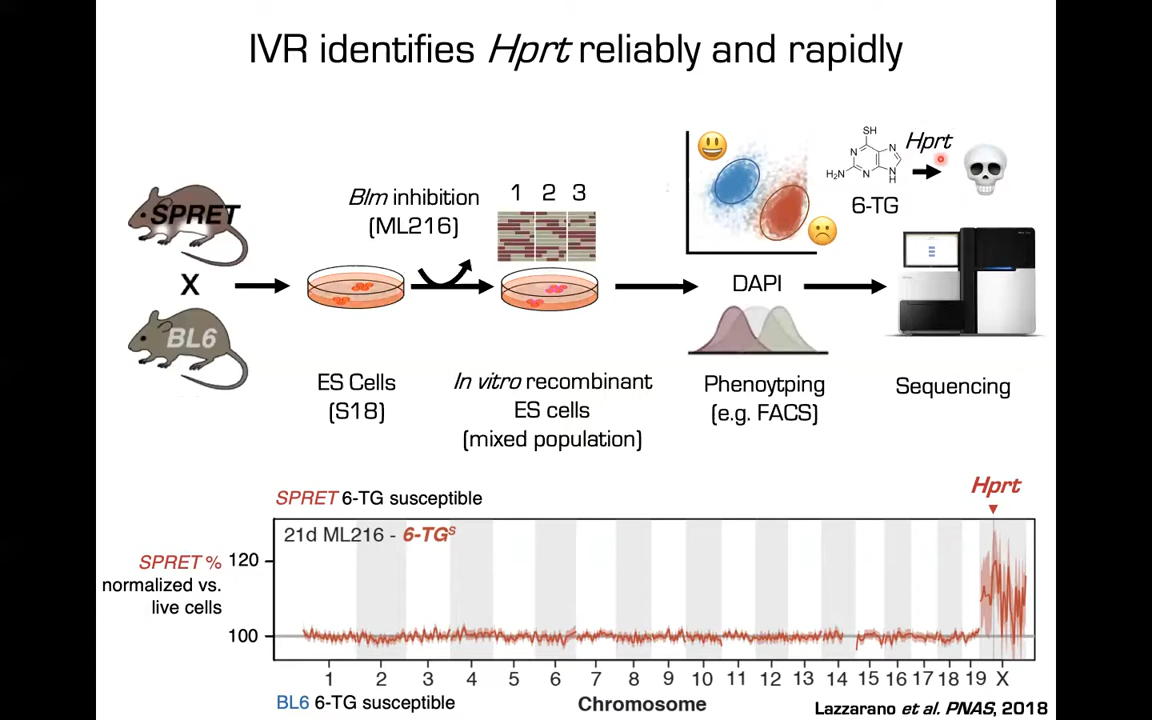 IVR identifies Hprt reliably and rapidly
SPRET
X
BL6
Blm inhibition
[ML216]
1 2 3
SH
N
N
N
N
H
H₂N
6-TG
Hprt
DAPI
ES Cells
[S18]
In vitro recombinant
ES cells
[mixed population]
Phenoytping
[e.g. FACS]
Sequencing
SPRET 6-TG susceptible
Hprt
21d ML216 - 6-TGˢ
SPRET %
normalized vs.
live cells
120
100
1 2 3 4 5 6 7 8 9 10 11 12 13 14 15 16 17 18 19 X
BL6 6-TG susceptible
Chromosome
Lazzarano et al. PNAS, 2018